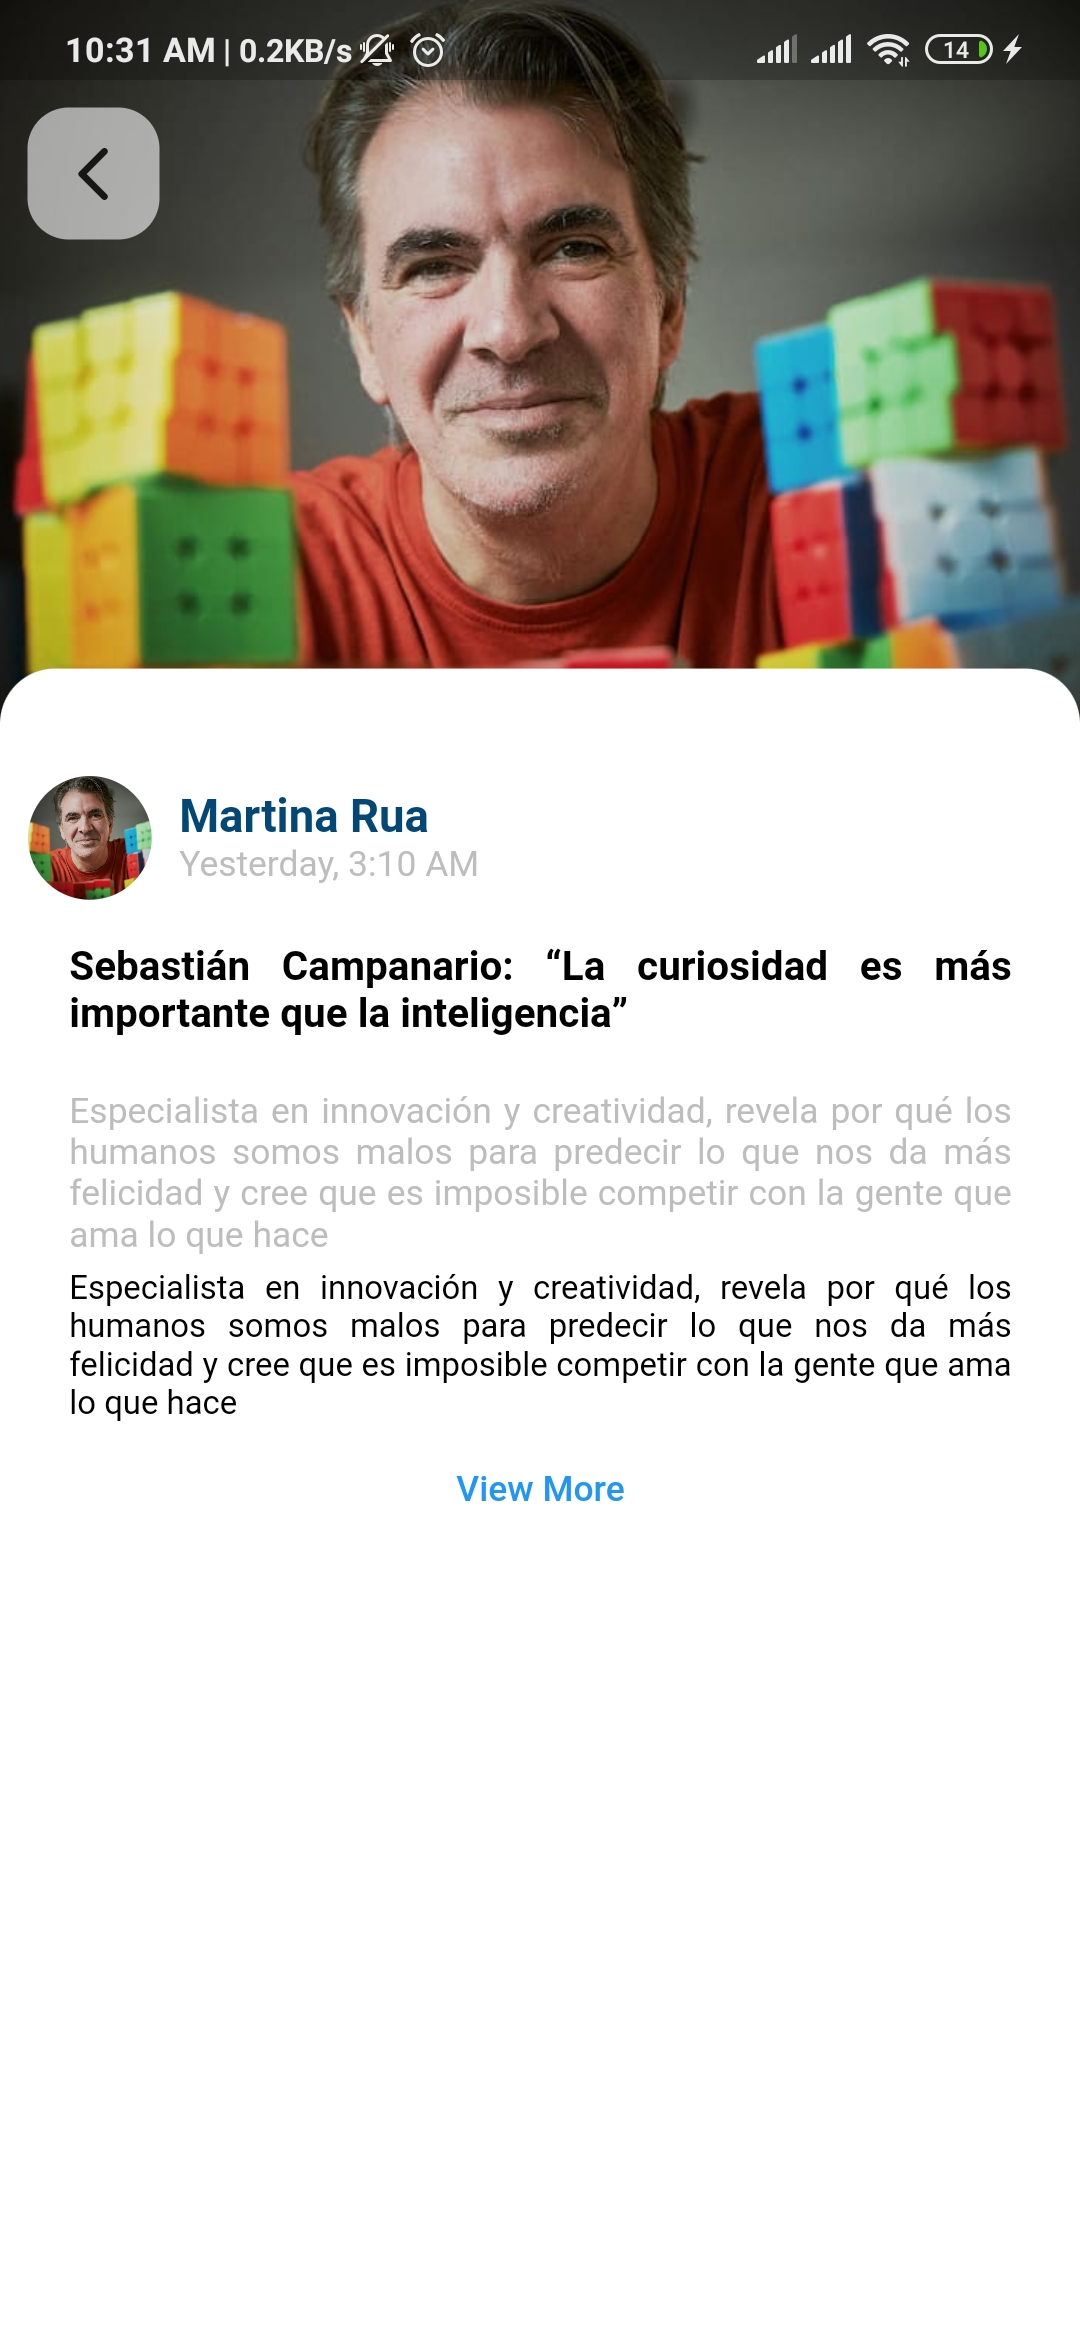 10:31 AM | 0.2KB/s 14
Martina Rua
Yesterday, 3:10 AM
Sebastián Campanario: “La curiosidad es más
importante que la inteligencia”
Especialista en innovación y creatividad, revela por qué los
humanos somos malos para predecir lo que nos da más
felicidad y cree que es imposible competir con la gente que
ama lo que hace
Especialista en innovación y creatividad, revela por qué los
humanos somos malos para predecir lo que nos da más
felicidad y cree que es imposible competir con la gente que ama
lo que hace
View More